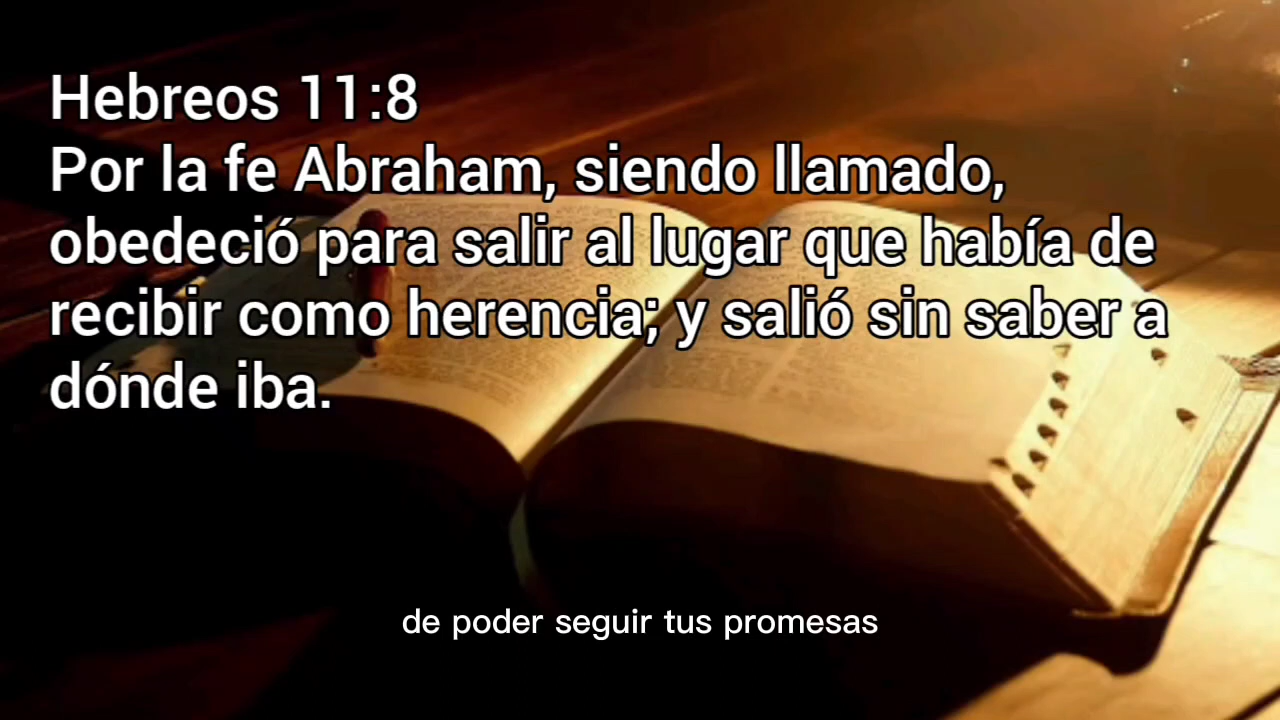 Hebreos 11:8
Por la fe Abraham, siendo llamado,
obedeció para salir al lugar que había de
recibir como herencia; y salió sin saber a
dónde iba.
de poder seguir tus promesas